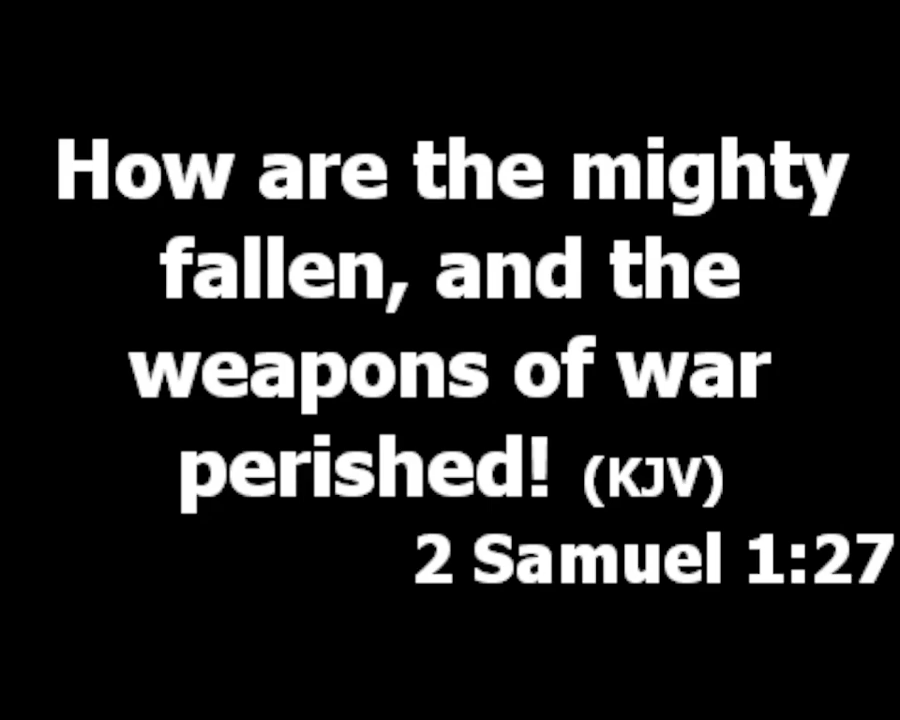 How are the mighty
fallen, and the
weapons of war
perished! (KJV)
2 Samuel 1:27